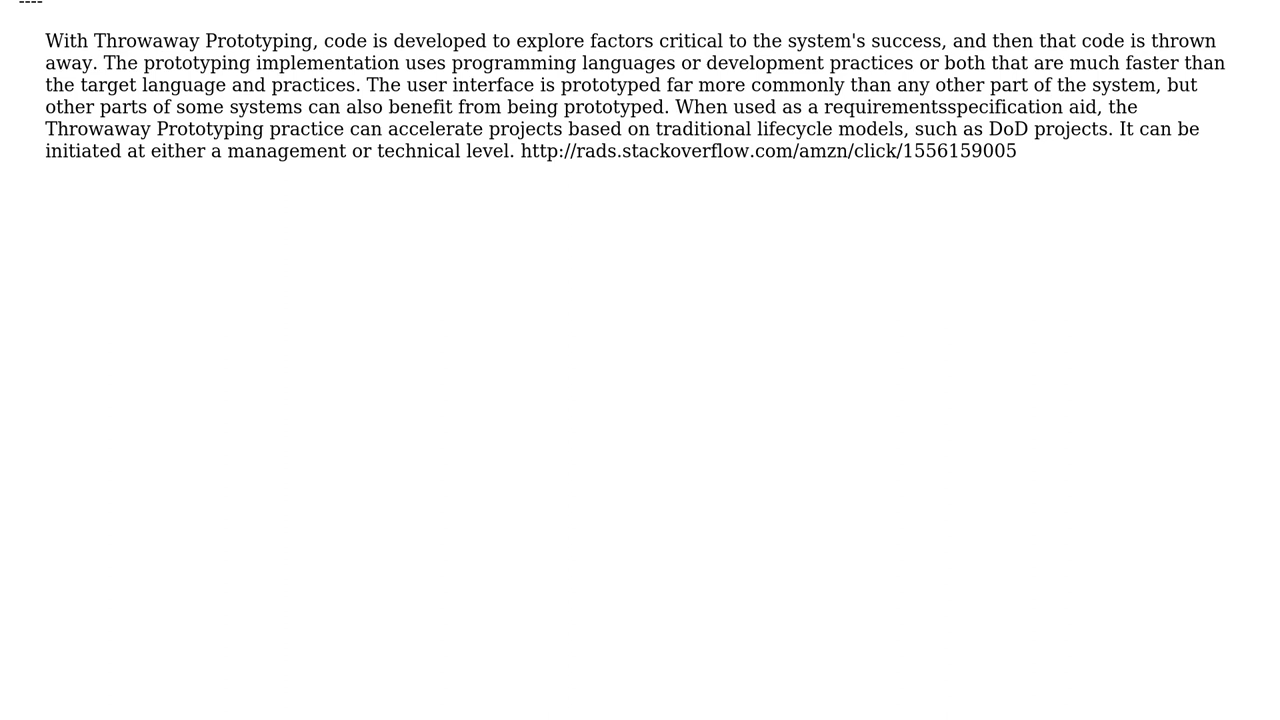 ----
With Throwaway Prototyping, code is developed to explore factors critical to the system's success, and then that code is thrown
away. The prototyping implementation uses programming languages or development practices or both that are much faster than
the target language and practices. The user interface is prototyped far more commonly than any other part of the system, but
other parts of some systems can also benefit from being prototyped. When used as a requirementsspecification aid, the
Throwaway Prototyping practice can accelerate projects based on traditional lifecycle models, such as DoD projects. It can be
initiated at either a management or technical level. http://rads.stackoverflow.com/amzn/click/1556159005